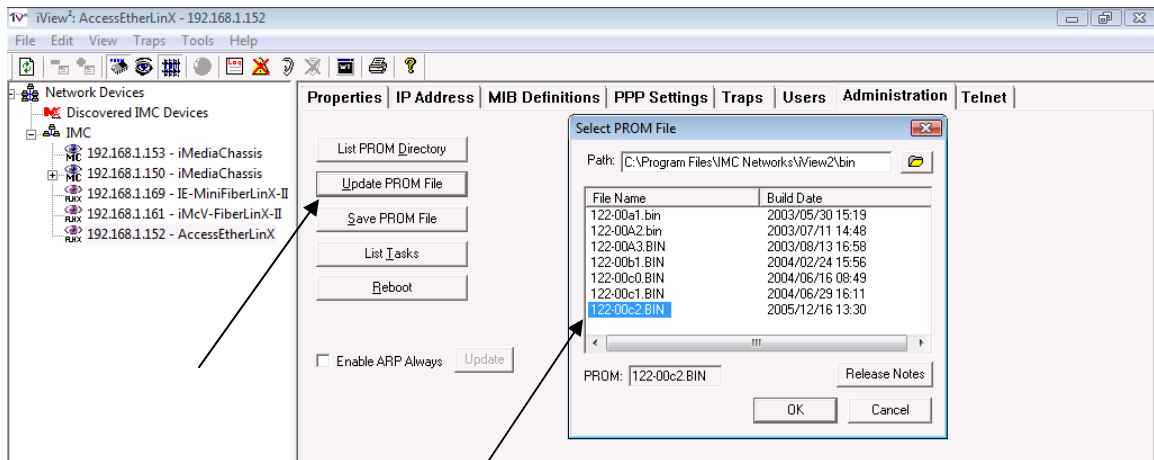 iView²: AccessEtherLinX - 192.168.1.152
File Edit View Traps Tools Help
Network Devices
Discovered IMC Devices
IMC
192.168.1.153 - iMediaChassis
192.168.1.150 - iMediaChassis
192.168.1.169 - IE-MiniFiberLinX-II
192.168.1.161 - iMcV-FiberLinX-II
192.168.1.152 - AccessEtherLinX
Properties IP Address MIB Definitions PPP Settings Traps Users Administration Telnet
List PROM Directory
Update PROM File
Save PROM File
List Tasks
Reboot
Enable ARP Always Update
Select PROM File
Path: C:\Program Files\IMC Networks\iView2\bin
File Name Build Date
122-00a1.bin 2003/05/30 15:19
122-00A2.bin 2003/07/11 14:48
122-00A3.BIN 2003/08/13 16:58
122-00b1.BIN 2004/02/24 15:56
122-00c0.BIN 2004/06/16 08:49
122-00c1.BIN 2004/06/29 16:11
122-00c2.BIN 2005/12/16 13:30
PROM: 122-00c2.BIN Release Notes
OK Cancel